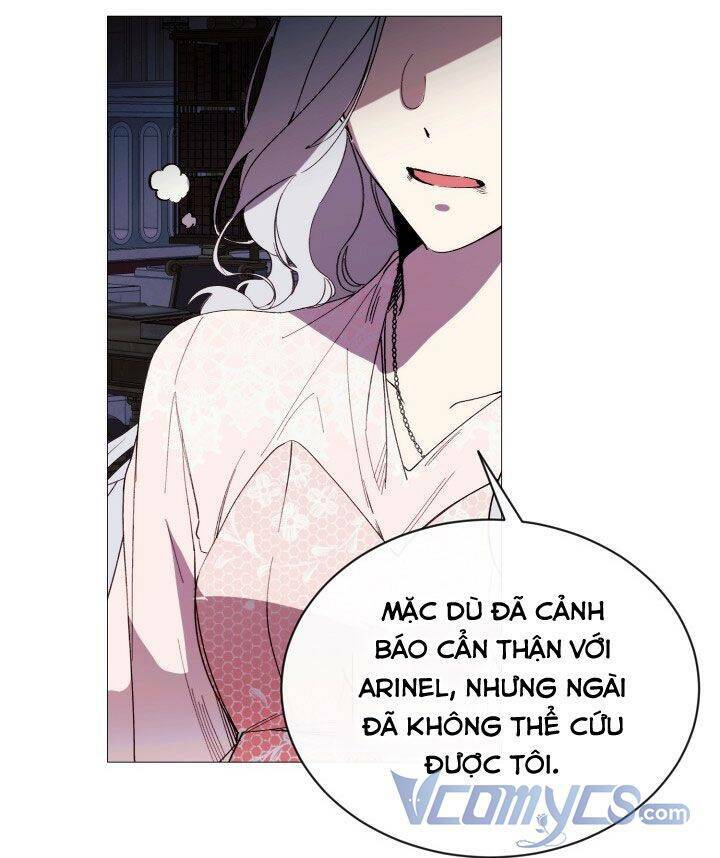 MẶC DÙ ĐÃ CẢNH
BÁO CẨN THẬN VỚI
ARINEL, NHƯNG NGÀI
ĐÃ KHÔNG THỂ CỨU
ĐƯỢC TÔI.
VCOMYCS.com